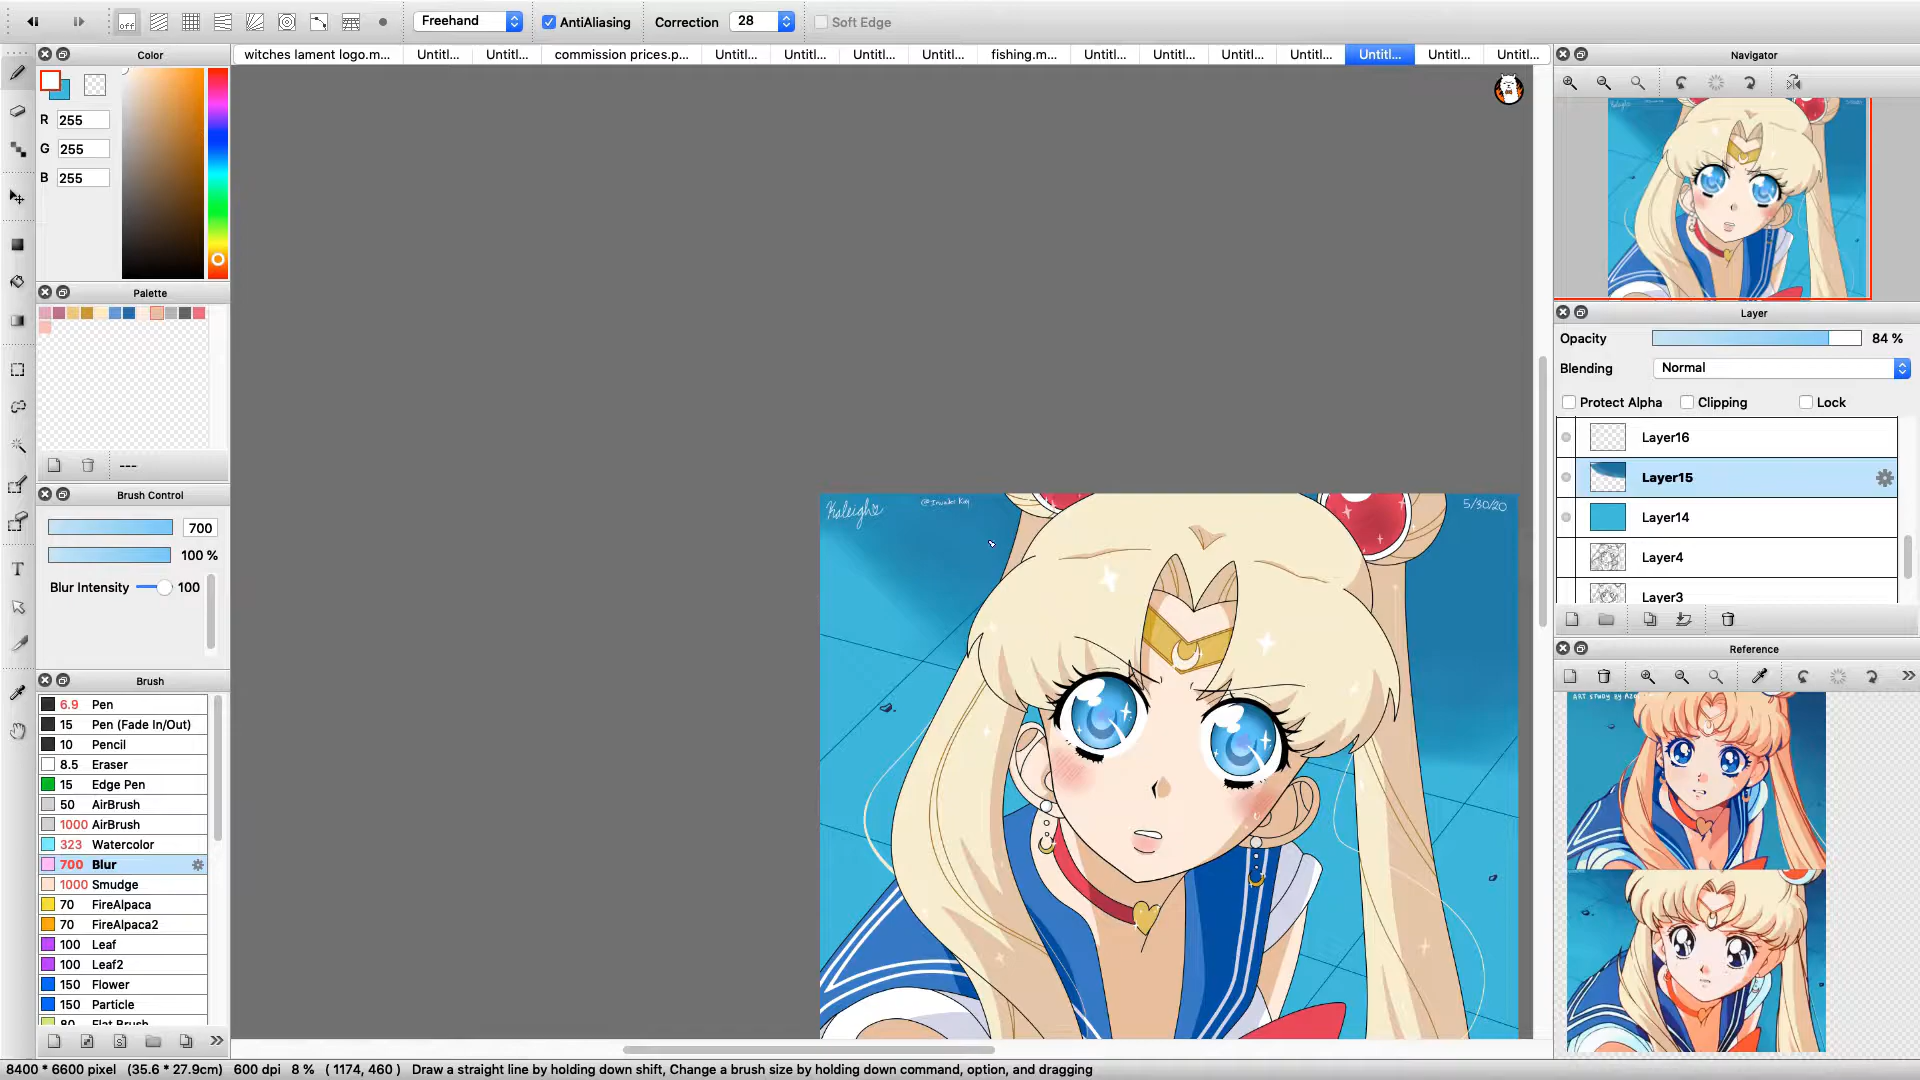 off
Freehand
AntiAliasing
Correction
28
Soft Edge
Color
R 255
G 255
B 255
Palette
---
Brush Control
700
100 %
Blur Intensity 100
Brush
6.9 Pen
15 Pen (Fade In/Out)
10 Pencil
8.5 Eraser
15 Edge Pen
50 AirBrush
1000 AirBrush
323 Watercolor
700 Blur
1000 Smudge
70 FireAlpaca
70 FireAlpaca2
100 Leaf
100 Leaf2
150 Flower
150 Particle
80 Flat Brush
witches lament logo.m... Untitl... Untitl... commission prices.p... Untitl... Untitl... Untitl... Untitl... fishing.m... Untitl... Untitl... Untitl... Untitl... Untitl... Untitl... Untitl...
Kaleigh
5/30/20
Navigator
Layer
Opacity 84 %
Blending Normal
Protect Alpha Clipping Lock
Layer16
Layer15
Layer14
Layer4
Layer3
Reference
8400 * 6600 pixel (35.6 * 27.9cm) 600 dpi 8 % ( 1174, 460 ) Draw a straight line by holding down shift, Change a brush size by holding down command, option, and dragging